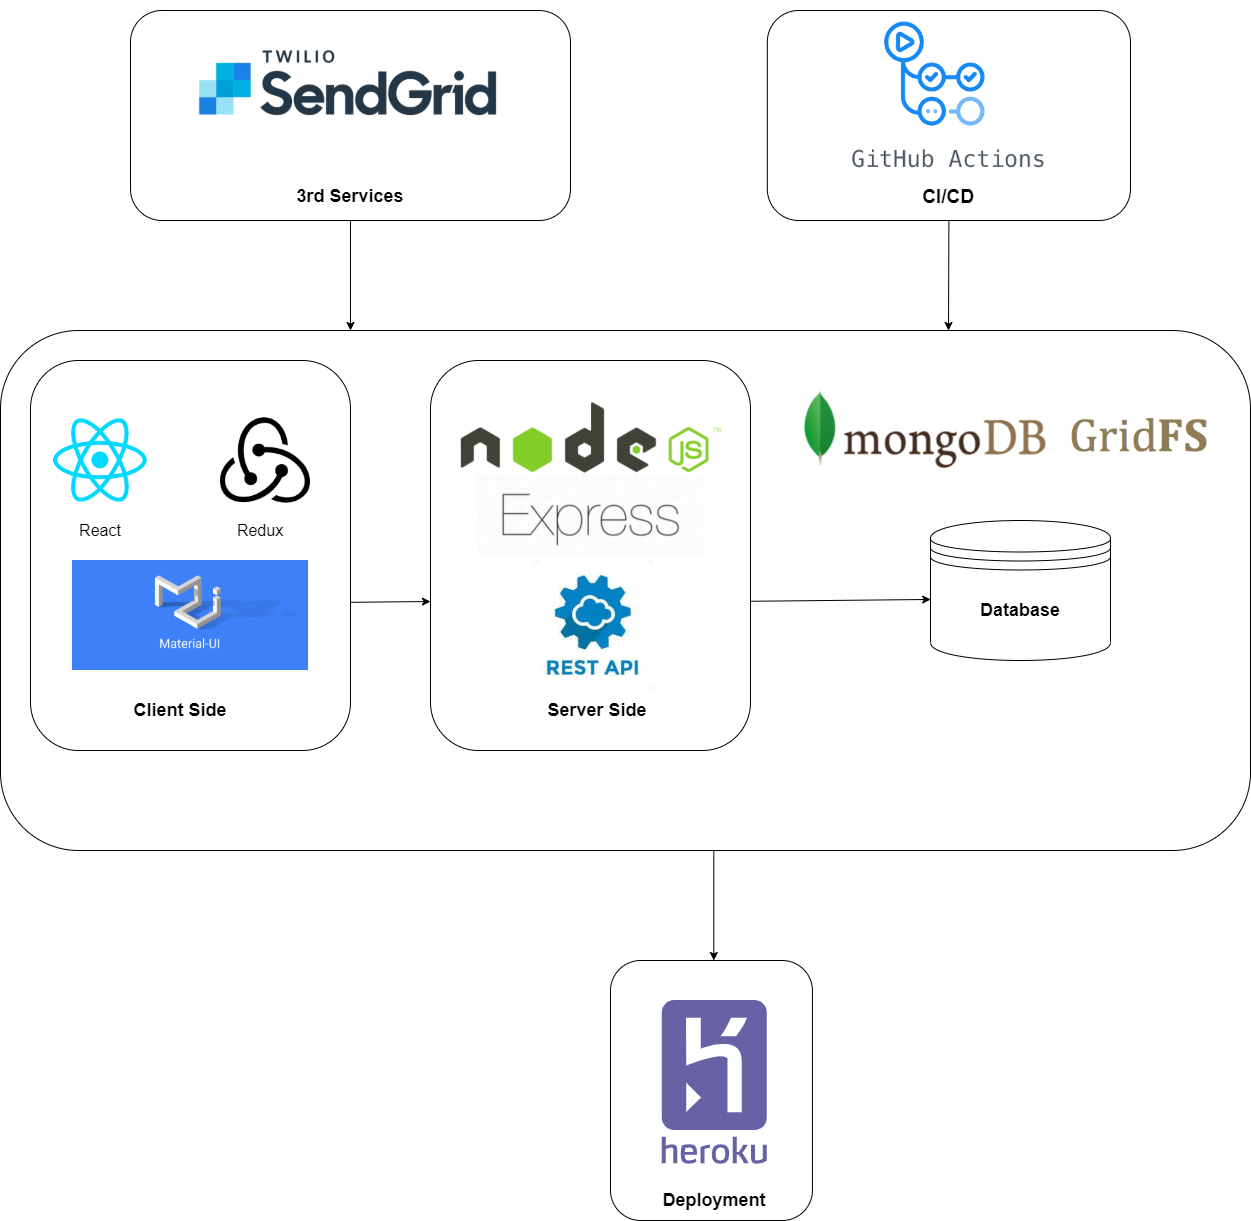 TWILIO
SendGrid
3rd Services
GitHub Actions
CI/CD
React
Redux
Material-UI
Client Side
node JS ™
Express
REST API
Server Side
mongoDB GridFS
Database
heroku
Deployment